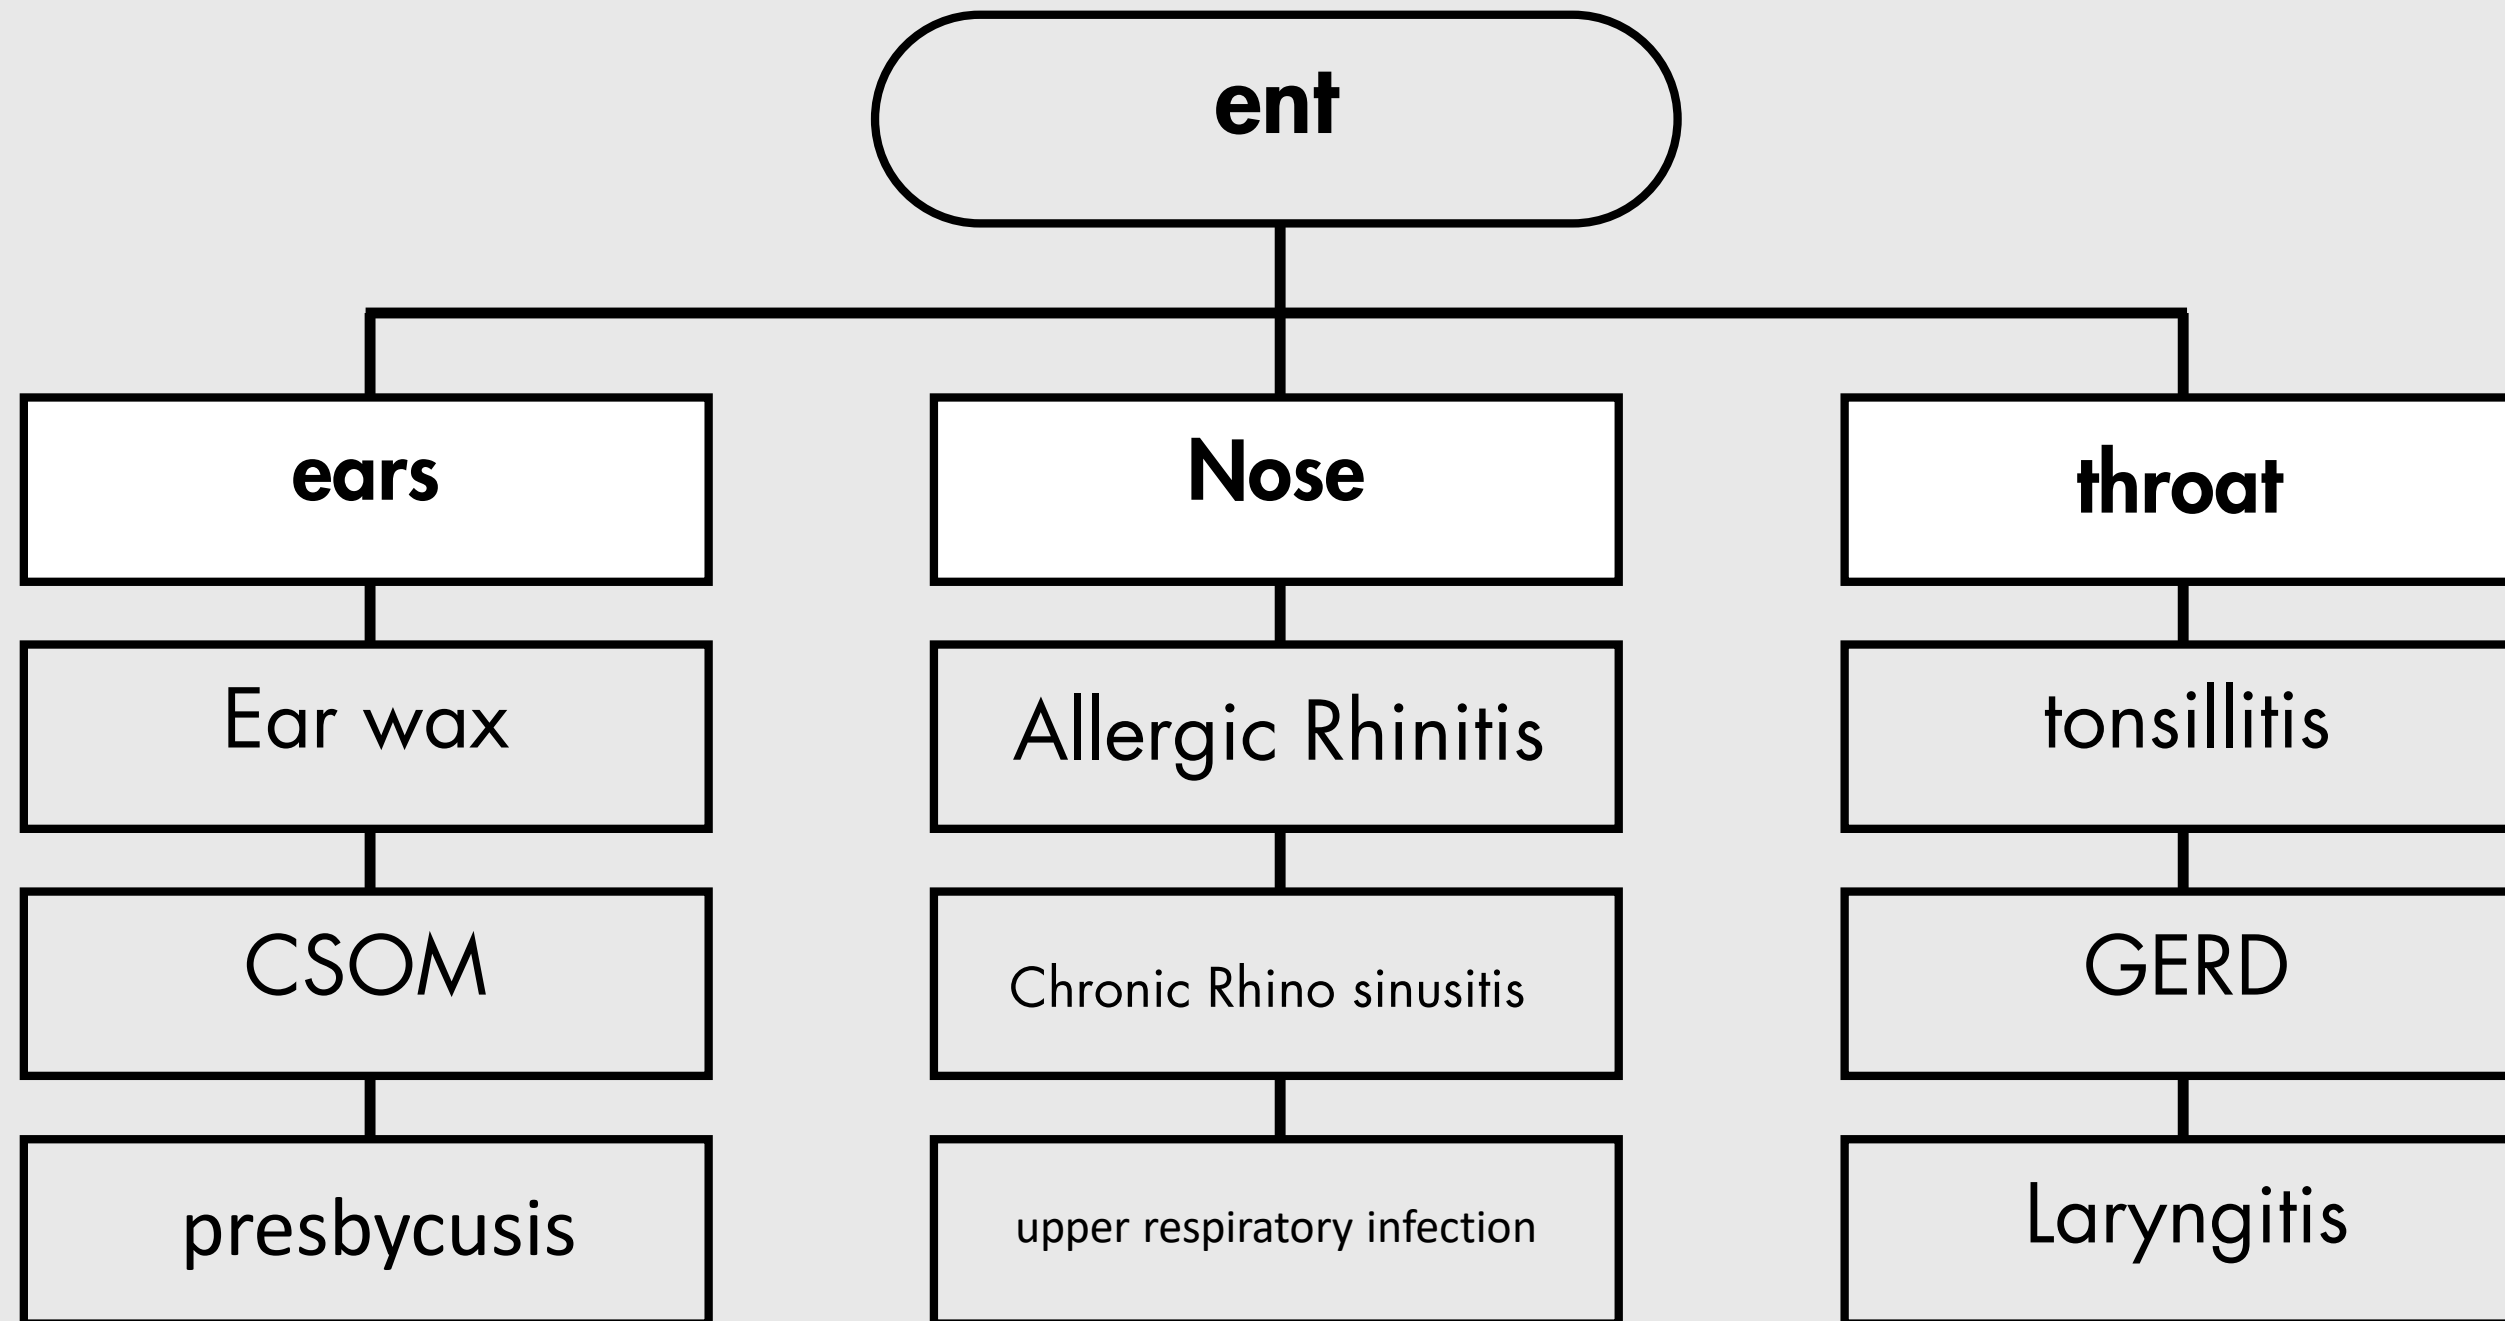 ent
ears
Nose
throat
Ear wax
Allergic Rhinitis
tonsillitis
CSOM
Chronic Rhino sinusitis
GERD
presbycusis
upper respiratory infection
Laryngitis